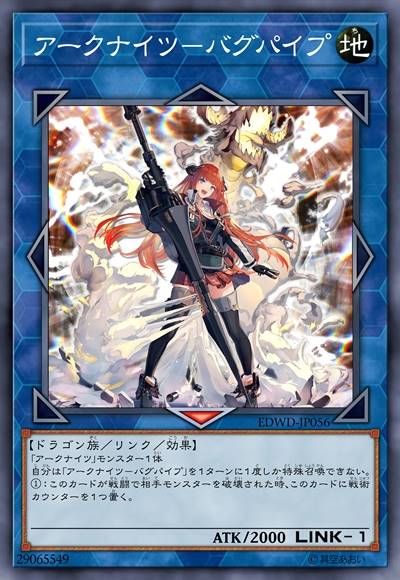 アークナイツーバグパイプ 地
EDWD-JP056
【ドラゴン族／リンク／効果】
「アークナイツ」モンスター1体
自分は「アークナイツーバグパイプ」を1ターンに1度しか特殊召喚できない。
①：このカードが戦闘で相手モンスターを破壊された時、このカードに戦術
カウンターを1つ置く。
ATK/2000 LINK-1
29065549 ©真空あおい